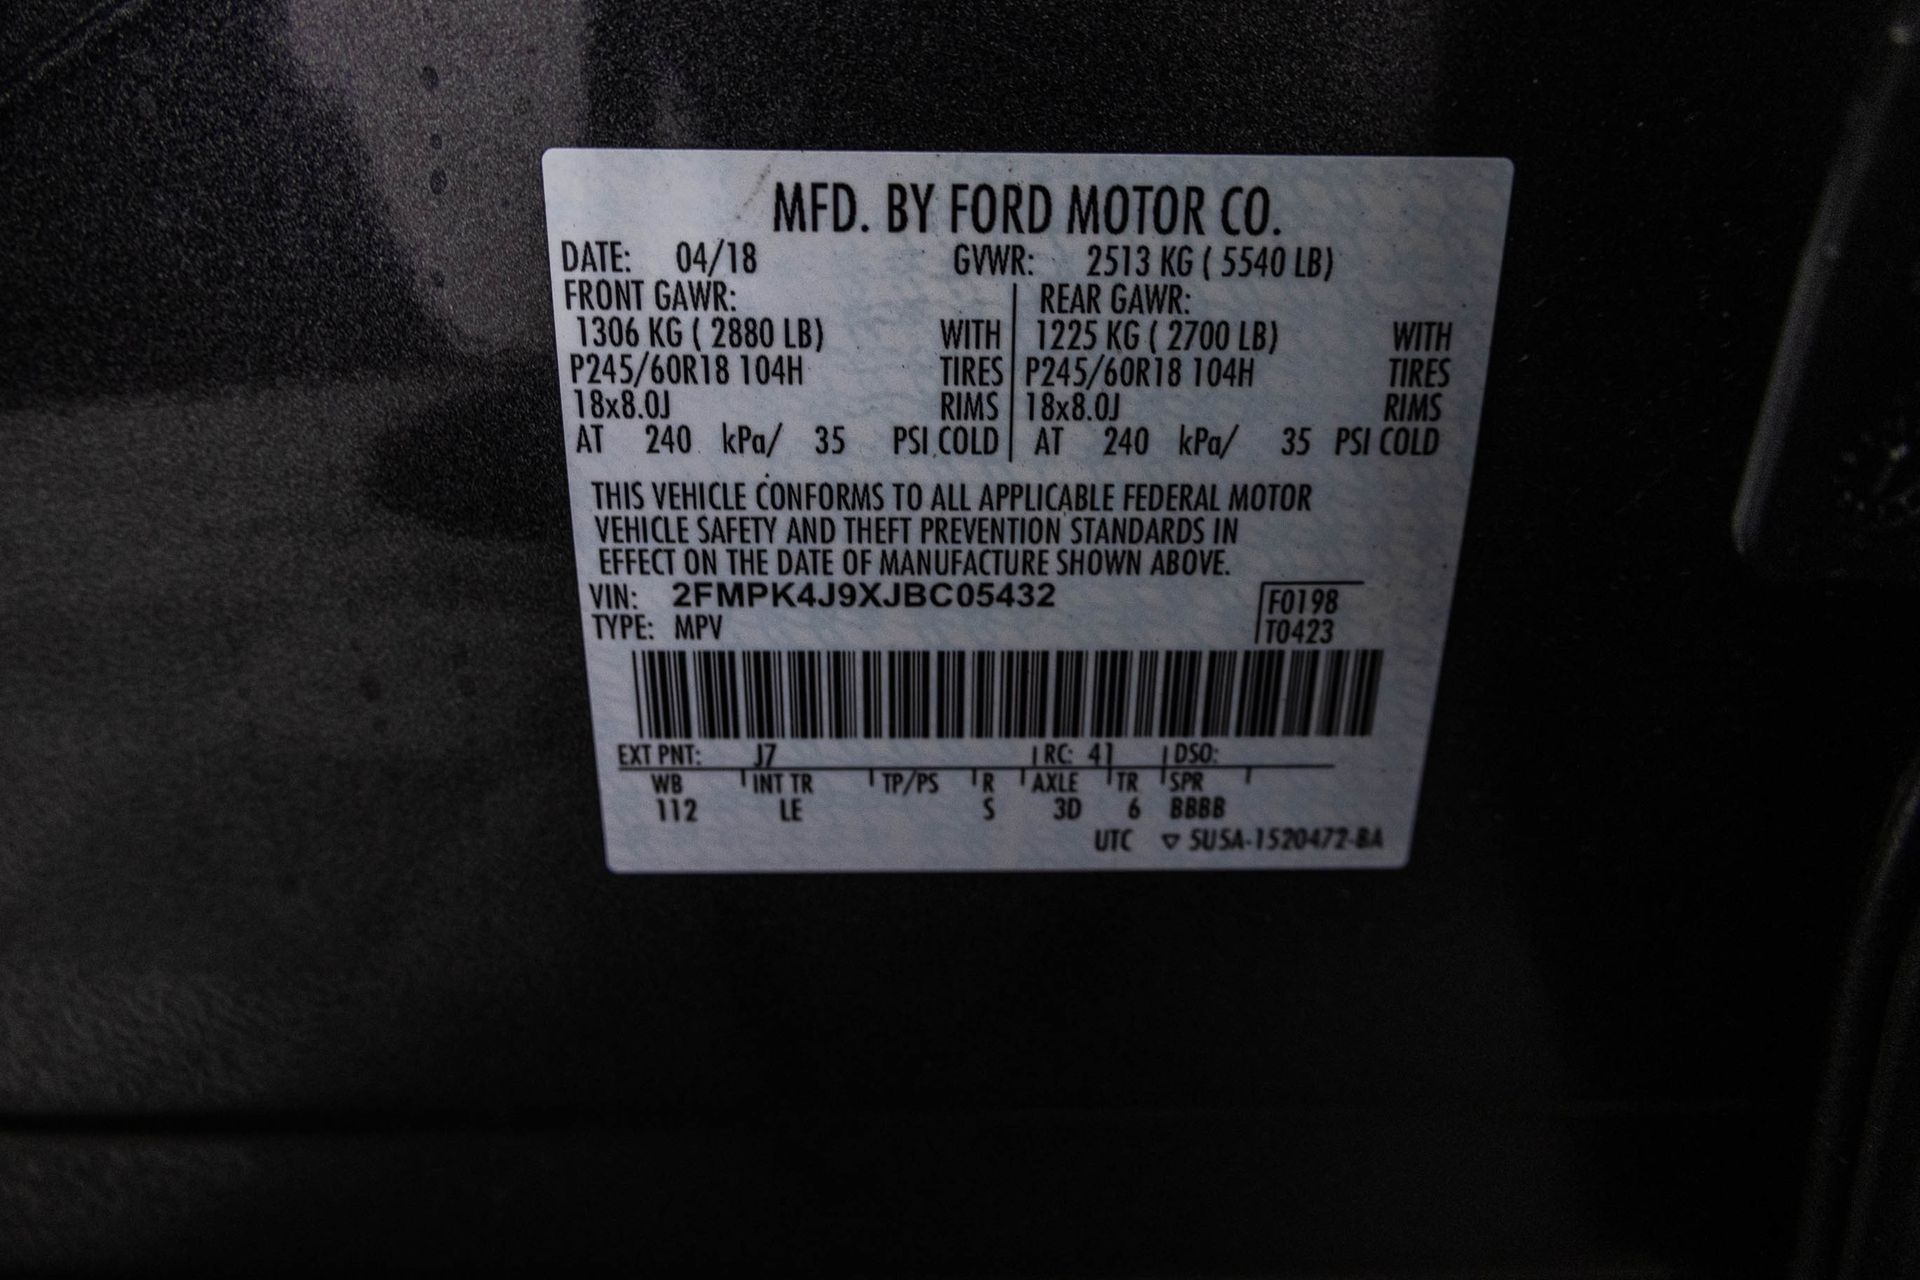 MFD. BY FORD MOTOR CO.
DATE: 04/18 GVWR: 2513 KG ( 5540 LB)
FRONT GAWR: REAR GAWR:
1306 KG ( 2880 LB) WITH 1225 KG ( 2700 LB) WITH
P245/60R18 104H TIRES P245/60R18 104H TIRES
18x8.0J RIMS 18x8.0J RIMS
AT 240 kPa/ 35 PSI COLD AT 240 kPa/ 35 PSI COLD
THIS VEHICLE CONFORMS TO ALL APPLICABLE FEDERAL MOTOR
VEHICLE SAFETY AND THEFT PREVENTION STANDARDS IN
EFFECT ON THE DATE OF MANUFACTURE SHOWN ABOVE.
VIN: 2FMPK4J9XJBC05432 F0198
TYPE: MPV T0423
EXT PNT: J7 RC: 41 DSO:
WB INT TR TP/PS R AXLE TR SPR
112 LE S 3D 6 BBBB
UTC ▽ 5U5A-1520472-BA